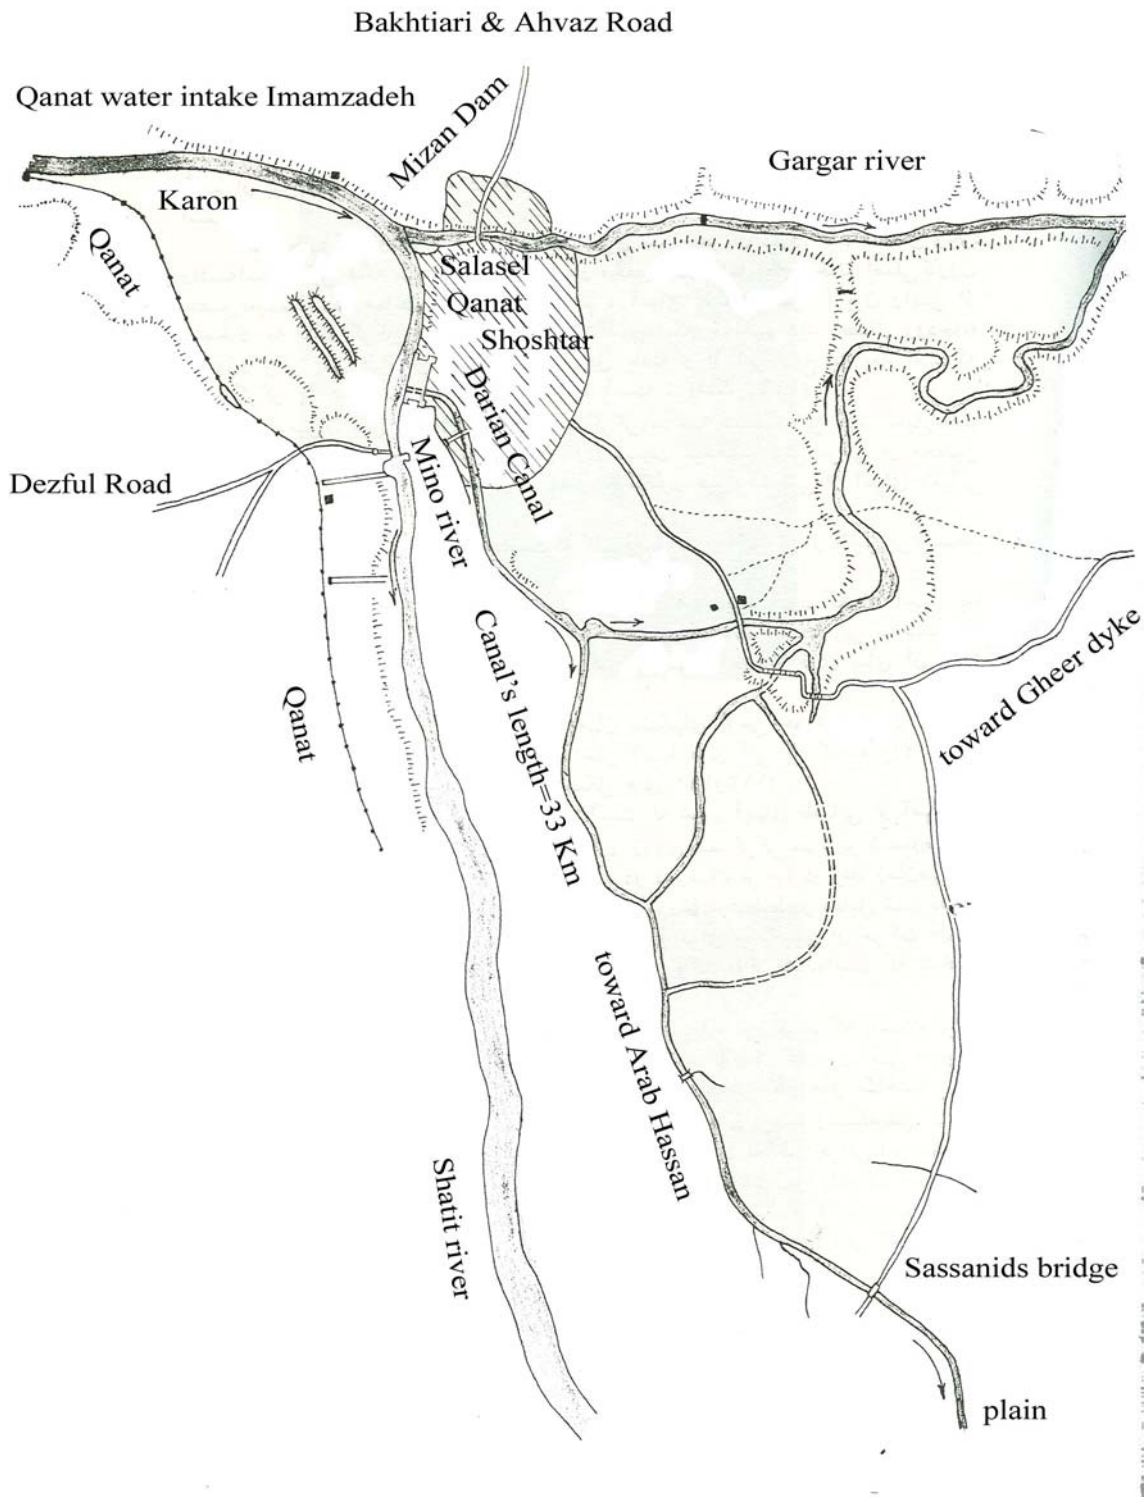 Bakhtiari & Ahvaz Road
Qanat water intake Imamzadeh
Mizan Dam
Gargar river
Karon
Qanat
Salasel
Qanat
Shoshtar
Darian Canal
Mino river
Dezful Road
Canal's length=33 Km
toward Gheer dyke
Qanat
toward Arab Hassan
Shatit river
Sassanids bridge
plain